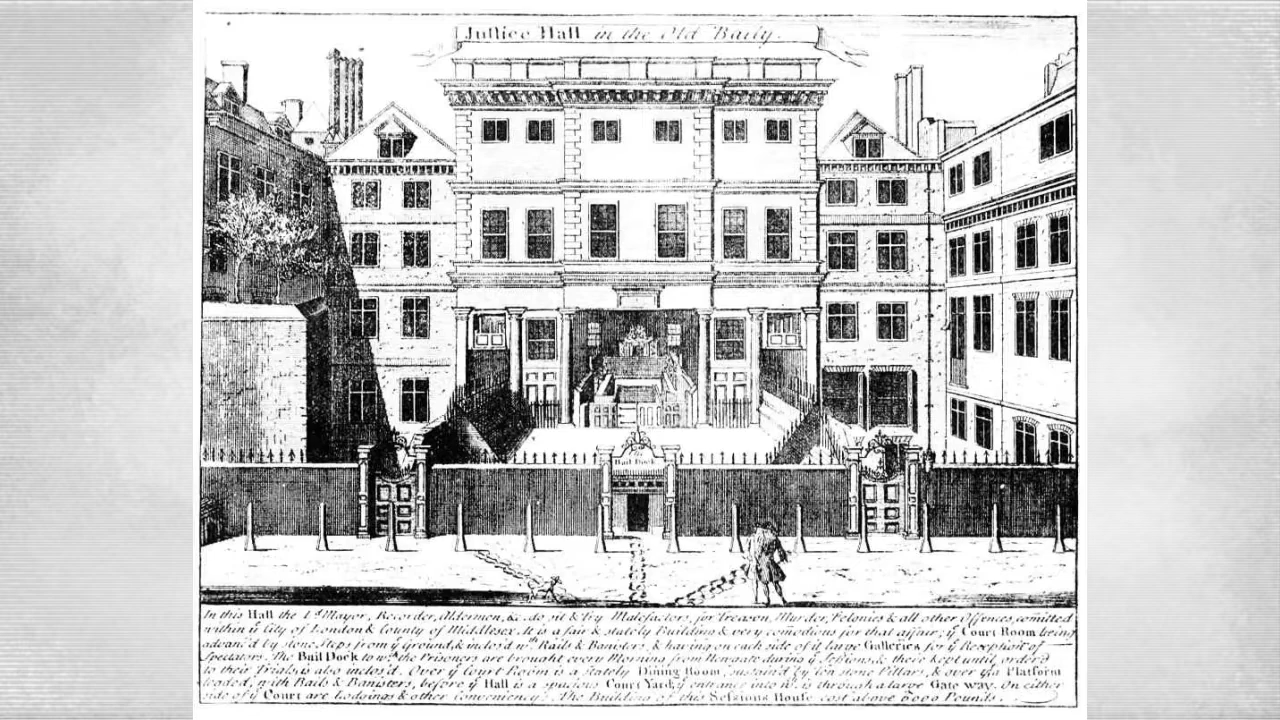 Justice Hall in the Old Baily.
Bail Dock
In this Hall the Ld. Mayor, Recorder, Aldermen, &c. do sit & try Malefactors, for Treason, Murder, Felonies & all other Offences comitted
within ye City of London & County of Middlesex. It is a fair & stately Building & very comodious for that affair; ye Court Room being
advanc'd by stone Steps from ye ground, & inclos'd wth Rails & Banisters, & having on each side of it large Galleries for ye Reception of
Spectators. The Bail Dock to wch the Prisoners are brought every Morning from Newgate during ye Sessions, & there kept until order'd
to their Trial, is also inclos'd. Over ye Court Room is a stately Dining Room, sustain'd by ten stone Pillars, & over it a Platform
leaded, with Rails & Banisters, before ye Hall is a spatious Court Yard, ye entrance into it is through a large Gate way. On either
side of ye Court are Lodgings & other Conveniencys. The Building of this Sessions House cost above 6000 Pounds.